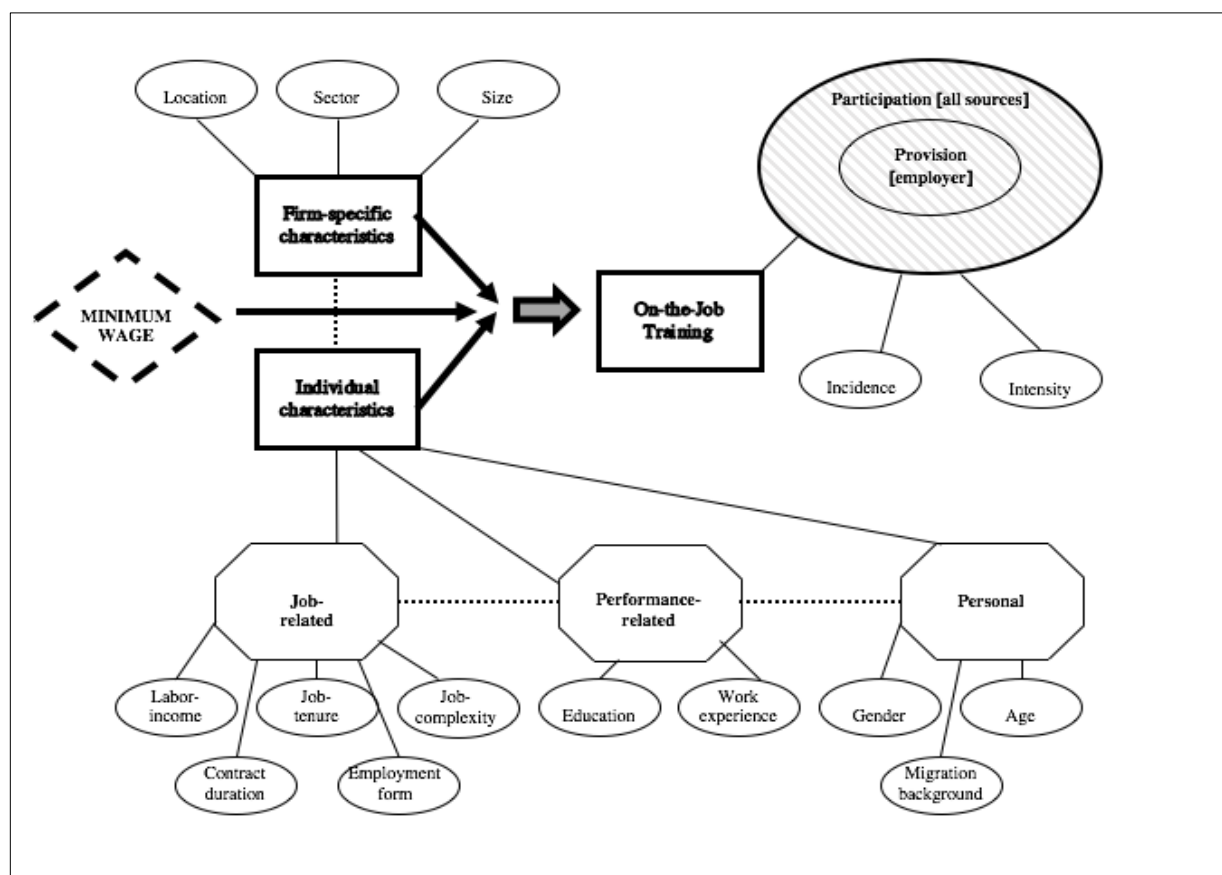 Location
Sector
Size
Participation [all sources]
Provision
[employer]
Firm-specific
characteristics
MINIMUM
WAGE
On-the-Job
Training
Individual
characteristics
Incidence
Intensity
Job-
related
Performance-
related
Personal
Labor-
income
Job-
tenure
Job-
complexity
Education
Work
experience
Gender
Age
Contract
duration
Employment
form
Migration
background